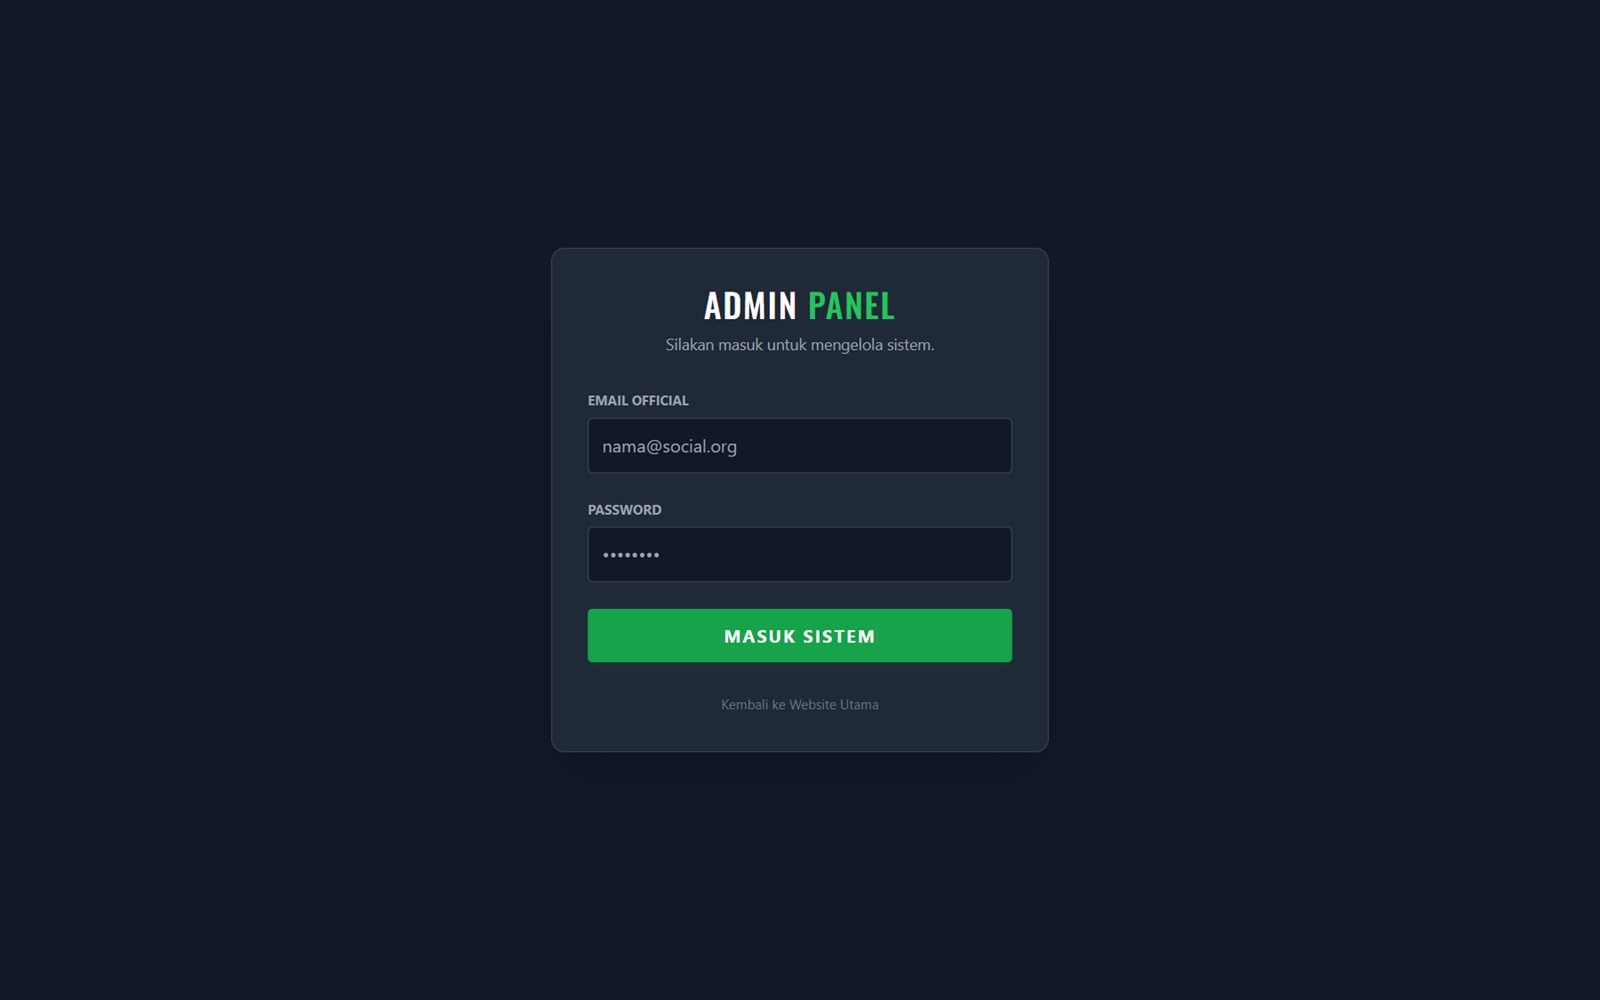 ADMIN PANEL
Silakan masuk untuk mengelola sistem.
EMAIL OFFICIAL
nama@social.org
PASSWORD
••••••••
MASUK SISTEM
Kembali ke Website Utama